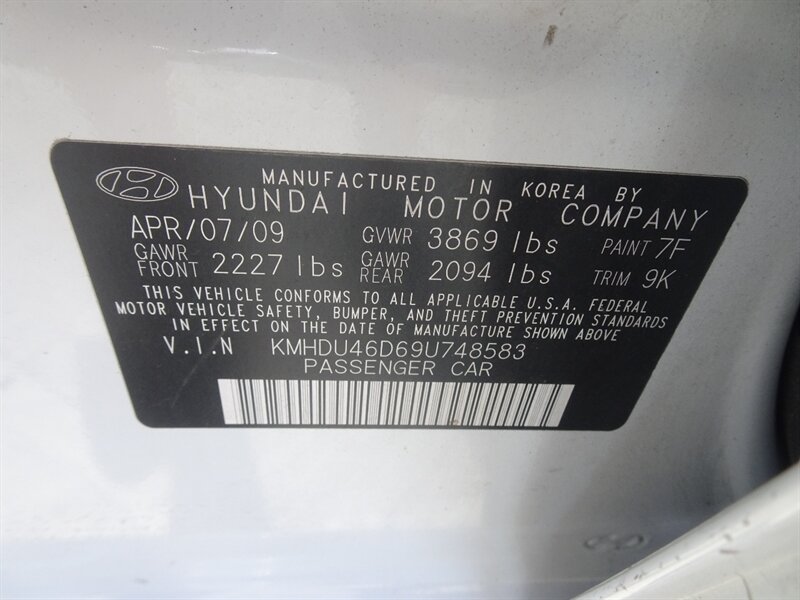 MANUFACTURED IN KOREA BY
HYUNDAI MOTOR COMPANY
APR/07/09 GVWR 3869 lbs PAINT 7F
GAWR FRONT 2227 lbs GAWR REAR 2094 lbs TRIM 9K
THIS VEHICLE CONFORMS TO ALL APPLICABLE U.S.A. FEDERAL
MOTOR VEHICLE SAFETY, BUMPER, AND THEFT PREVENTION STANDARDS
IN EFFECT ON THE DATE OF MANUFACTURE SHOWN ABOVE
V.I.N KMHDU46D69U748583
PASSENGER CAR